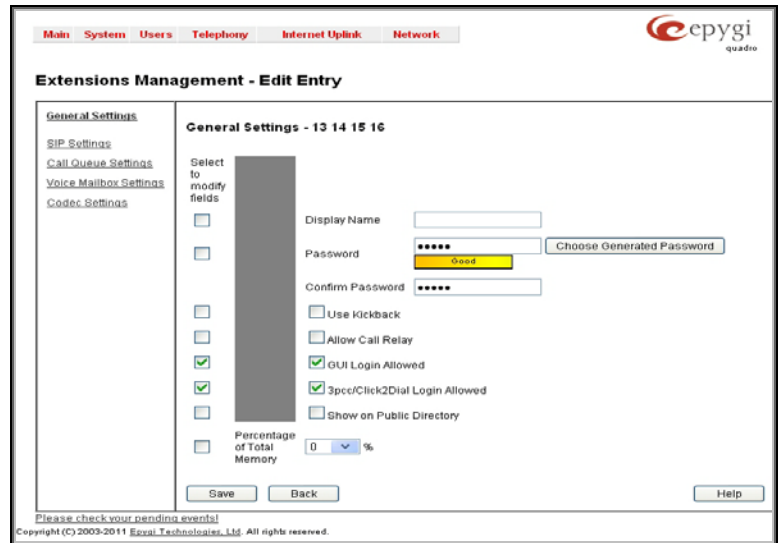 Main System Users Telephony Internet Uplink Network
epygi
quadro
Extensions Management - Edit Entry
General Settings
SIP Settings
Call Queue Settings
Voice Mailbox Settings
Codec Settings
General Settings - 13 14 15 16
Select
to
modify
fields
Display Name
Password ••••• Choose Generated Password
Good
Confirm Password •••••
Use Kickback
Allow Call Relay
GUI Login Allowed
3pcc/Click2Dial Login Allowed
Show on Public Directory
Percentage
of Total
Memory
0 %
Save Back Help
Please check your pending events!
Copyright (C) 2003-2011 Epygi Technologies, Ltd. All rights reserved.